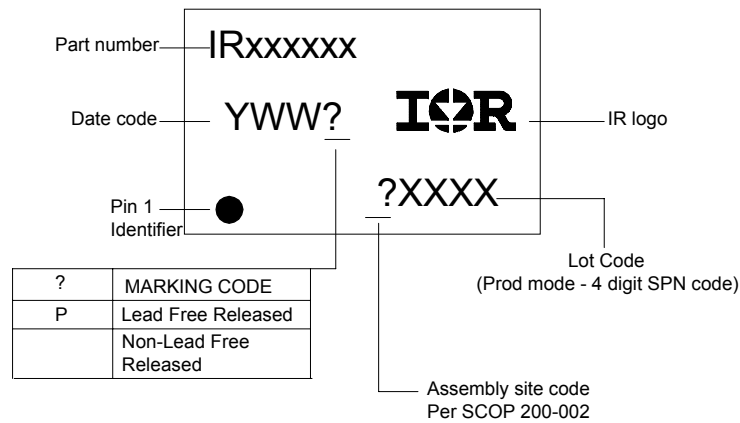 Part number
IRxxxxxx
Date code
YWW?
IOR
IR logo
?XXXX
Pin 1
Identifier
Lot Code
(Prod mode - 4 digit SPN code)
? MARKING CODE
P Lead Free Released
Non-Lead Free
Released
Assembly site code
Per SCOP 200-002